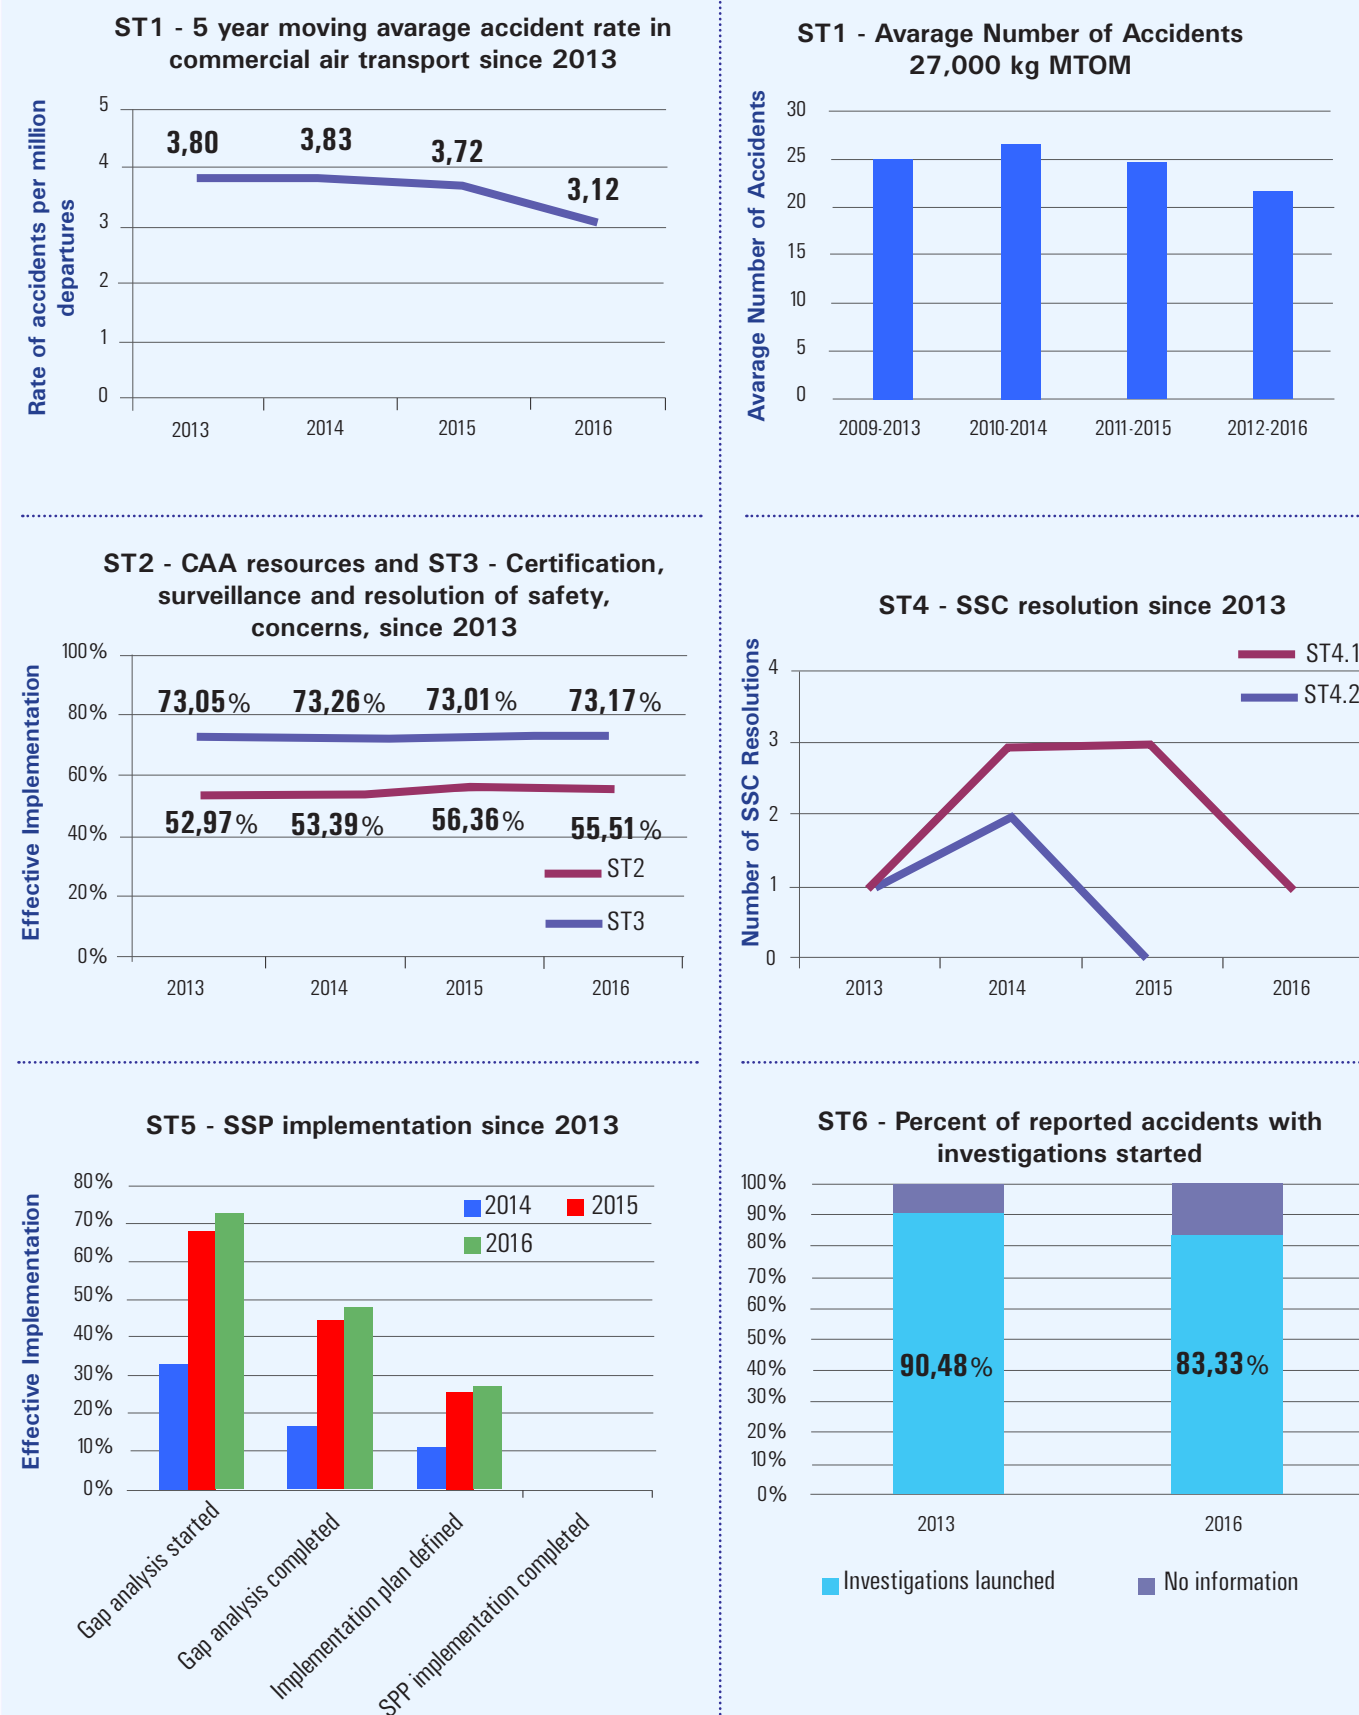 ST1 - 5 year moving avarage accident rate in
commercial air transport since 2013
Rate of accidents per million
departures
5
4
3
2
1
0
3,80
3,83
3,72
3,12
2013
2014
2015
2016
ST1 - Avarage Number of Accidents
27,000 kg MTOM
Avarage Number of Accidents
30
25
20
15
10
5
0
2009-2013
2010-2014
2011-2015
2012-2016
ST2 - CAA resources and ST3 - Certification,
surveillance and resolution of safety,
concerns, since 2013
Effective Implementation
100%
80%
60%
40%
20%
0%
73,05%
73,26%
73,01%
73,17%
52,97%
53,39%
56,36%
55,51%
ST2
ST3
2013
2014
2015
2016
ST4 - SSC resolution since 2013
Number of SSC Resolutions
4
3
2
1
0
ST4.1
ST4.2
2013
2014
2015
2016
ST5 - SSP implementation since 2013
Effective Implementation
80%
70%
60%
50%
40%
30%
20%
10%
0%
2014
2015
2016
Gap analysis started
Gap analysis completed
Implementation plan defined
SPP implementation completed
ST6 - Percent of reported accidents with
investigations started
100%
90%
80%
70%
60%
50%
40%
30%
20%
10%
0%
90,48%
83,33%
2013
2016
Investigations launched
No information